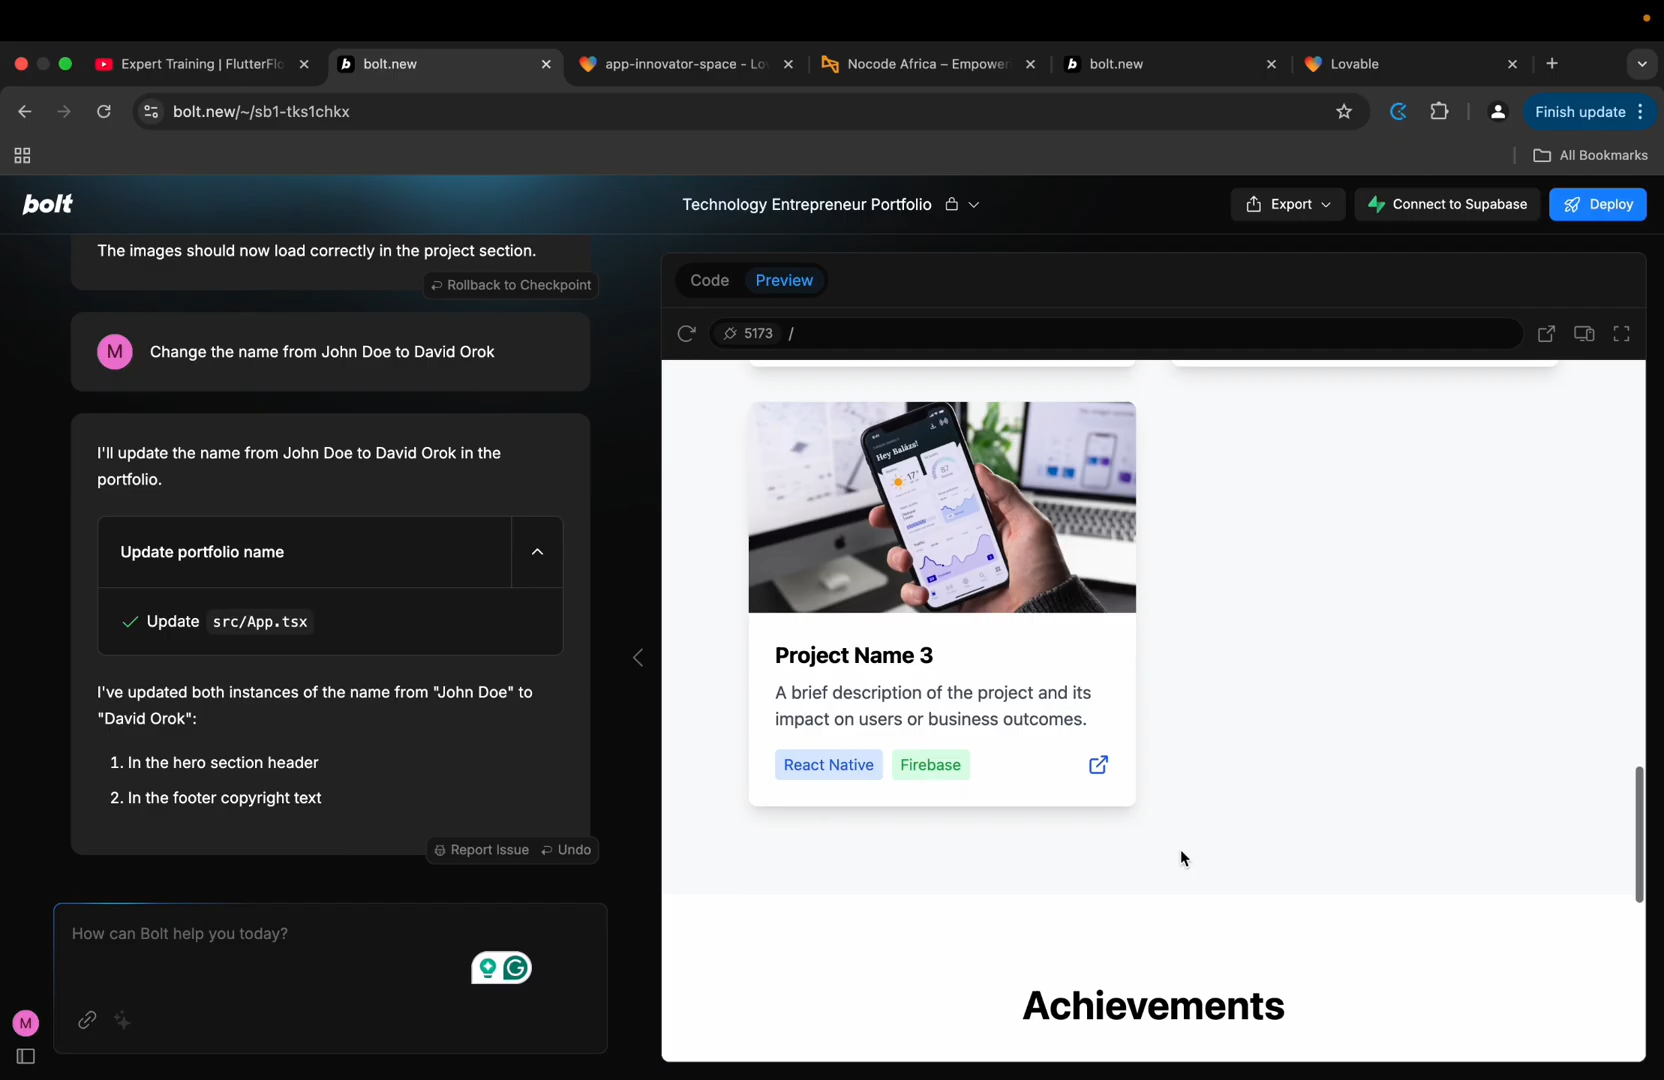 Expert Training | FlutterFlo
bolt.new
app-innovator-space - Lov
Nocode Africa – Empower
bolt.new
Lovable
bolt.new/~/sb1-tks1chkx
Finish update
All Bookmarks
bolt
Technology Entrepreneur Portfolio
Export
Connect to Supabase
Deploy
The images should now load correctly in the project section.
Rollback to Checkpoint
M
Change the name from John Doe to David Orok
I'll update the name from John Doe to David Orok in the
portfolio.
Update portfolio name
Update src/App.tsx
I've updated both instances of the name from "John Doe" to
"David Orok":
1. In the hero section header
2. In the footer copyright text
Report Issue
Undo
How can Bolt help you today?
M
Code
Preview
5173
/
Hey Balázs!
17°
87
Project Name 3
A brief description of the project and its
impact on users or business outcomes.
React Native
Firebase
Achievements